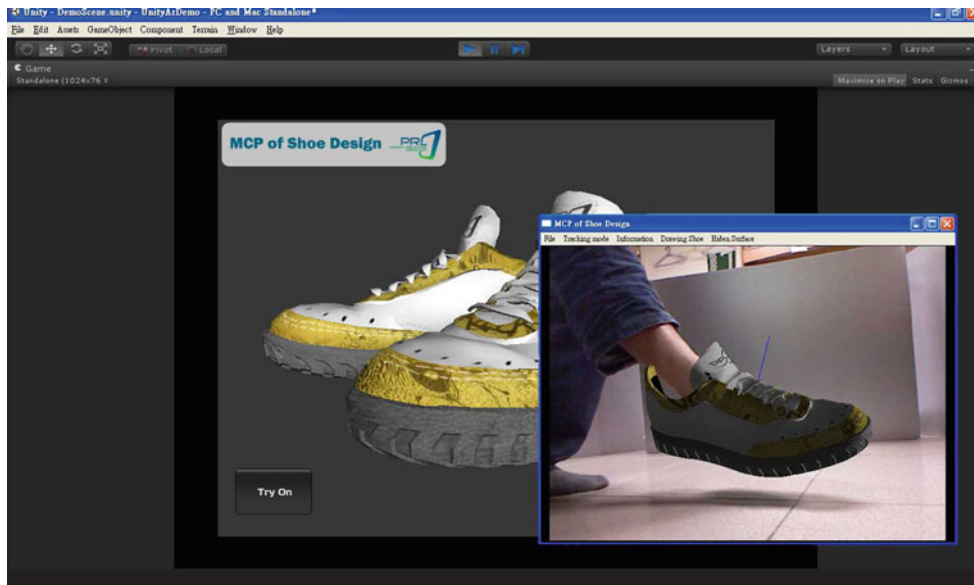 Unity - DemoScene.unity - UnityArDemo - PC and Mac Standalone*
File Edit Assets GameObject Component Terrain Window Help
Pivot Local Layers Layout
Game
Standalone (1024x76 Maximize on Play Stats Gizmos
MCP of Shoe Design PRC
MCP of Shoe Design
File Tracking mode Information Drawing Shoe Hiden Surface
Try On